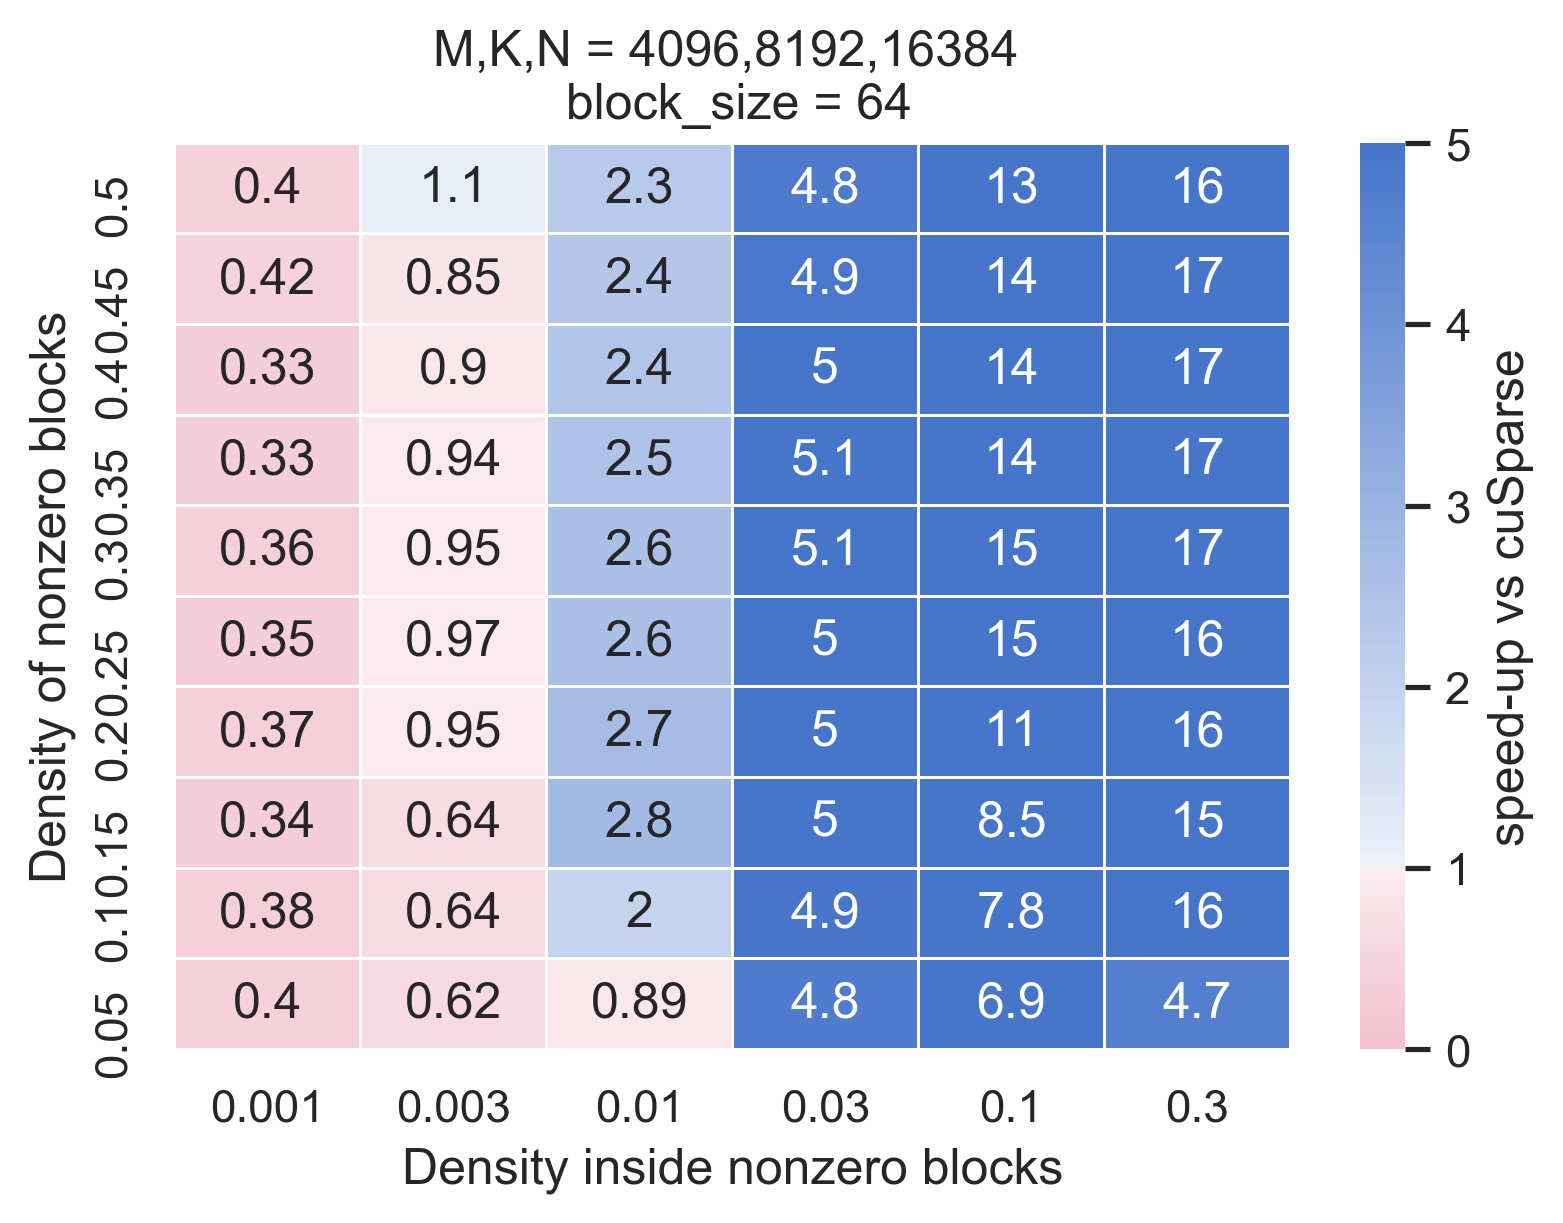 M,K,N = 4096,8192,16384
block_size = 64
Density of nonzero blocks
0.5 0.4 1.1 2.3 4.8 13 16
0.45 0.42 0.85 2.4 4.9 14 17
0.4 0.33 0.9 2.4 5 14 17
0.35 0.33 0.94 2.5 5.1 14 17
0.3 0.36 0.95 2.6 5.1 15 17
0.25 0.35 0.97 2.6 5 15 16
0.2 0.37 0.95 2.7 5 11 16
0.15 0.34 0.64 2.8 5 8.5 15
0.1 0.38 0.64 2 4.9 7.8 16
0.05 0.4 0.62 0.89 4.8 6.9 4.7
0.001 0.003 0.01 0.03 0.1 0.3
Density inside nonzero blocks
5
4
3
2
1
0
speed-up vs cuSparse